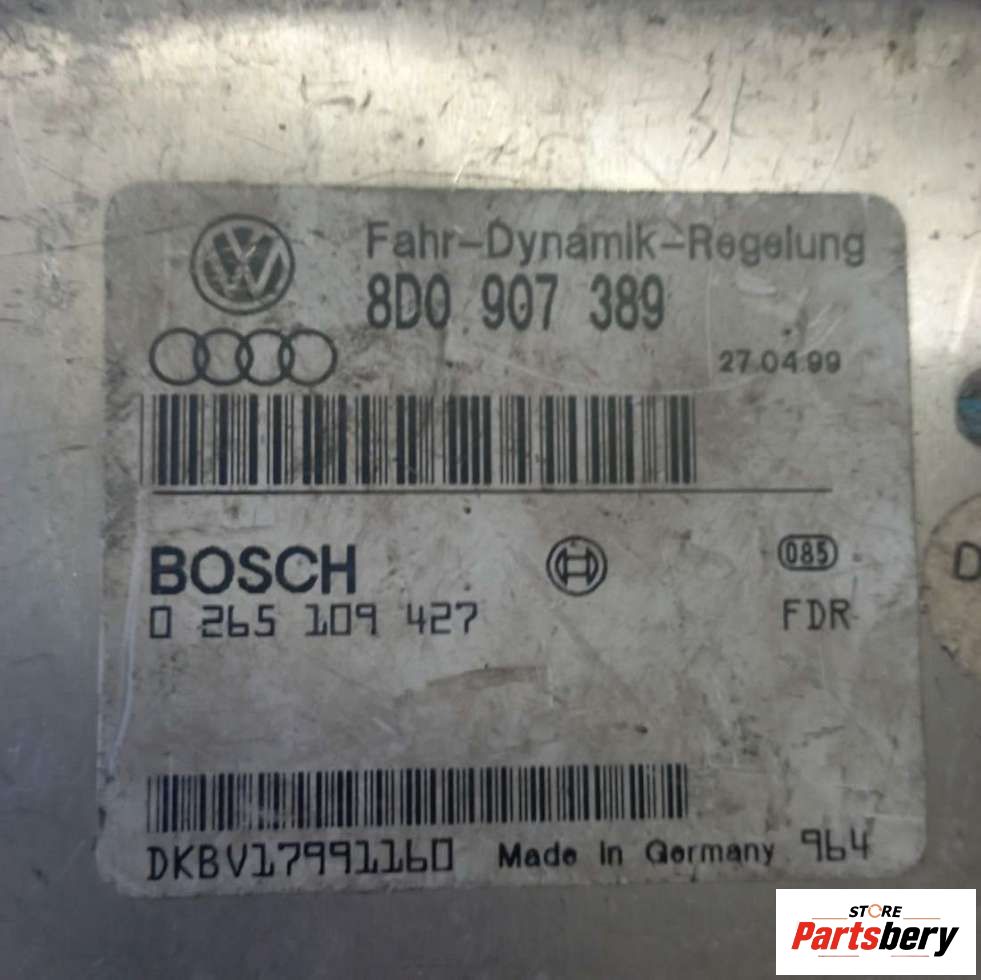 Fahr-Dynamik-Regelung
8D0 907 389
27.04.99
BOSCH
085
0 265 109 427
FDR
DKBV17991160 Made in Germany 964
D
STORE
Partsbery